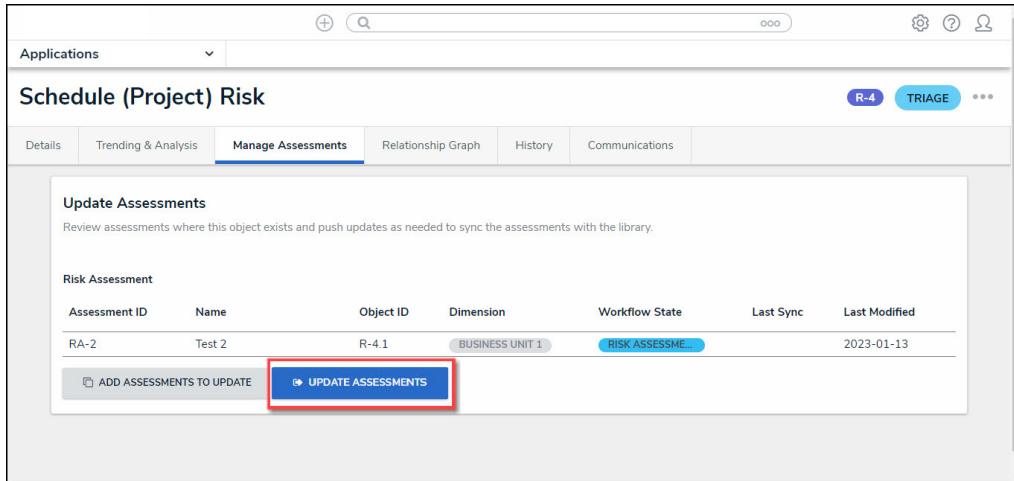 ooo
Applications
Schedule (Project) Risk
R-4 TRIAGE
Details Trending & Analysis Manage Assessments Relationship Graph History Communications
Update Assessments
Review assessments where this object exists and push updates as needed to sync the assessments with the library.
Risk Assessment
Assessment ID Name Object ID Dimension Workflow State Last Sync Last Modified
RA-2 Test 2 R-4.1 BUSINESS UNIT 1 RISK ASSESSME... 2023-01-13
ADD ASSESSMENTS TO UPDATE UPDATE ASSESSMENTS